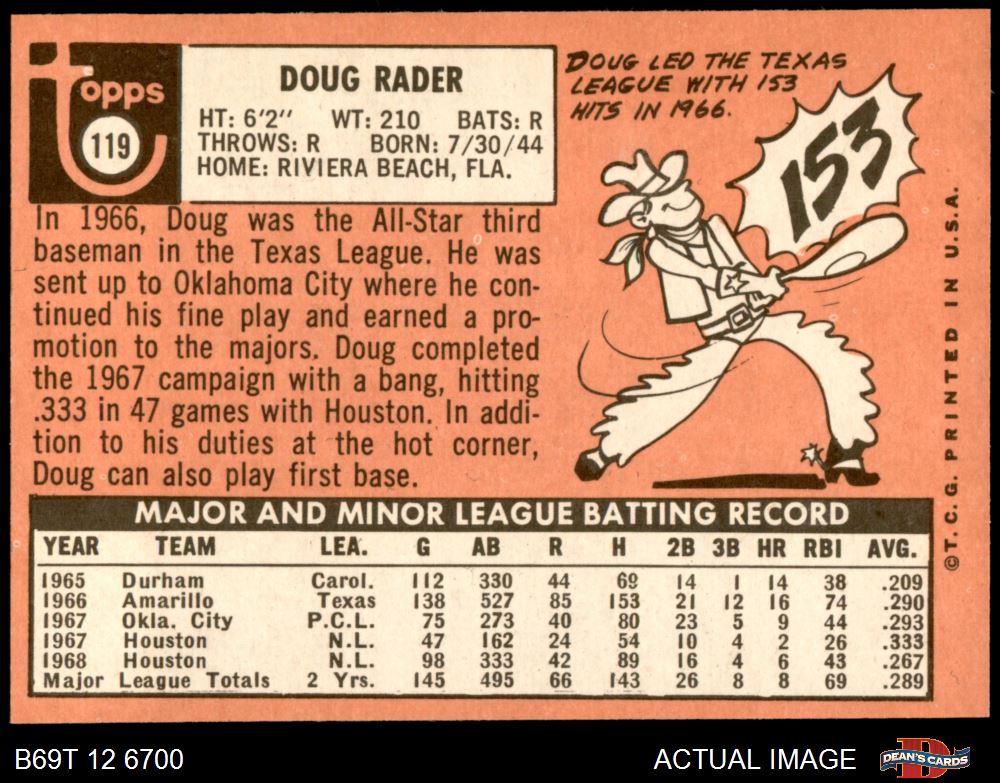 Topps
119
DOUG RADER
HT: 6'2" WT: 210 BATS: R
THROWS: R BORN: 7/30/44
HOME: RIVIERA BEACH, FLA.
DOUG LED THE TEXAS
LEAGUE WITH 153
HITS IN 1966.
153
In 1966, Doug was the All-Star third
baseman in the Texas League. He was
sent up to Oklahoma City where he con-
tinued his fine play and earned a pro-
motion to the majors. Doug completed
the 1967 campaign with a bang, hitting
.333 in 47 games with Houston. In addi-
tion to his duties at the hot corner,
Doug can also play first base.
©T.C.G. PRINTED IN U.S.A.
MAJOR AND MINOR LEAGUE BATTING RECORD
YEAR TEAM LEA. G AB R H 2B 3B HR RBI AVG.
1965 Durham Carol. 112 330 44 69 14 1 14 38 .209
1966 Amarillo Texas 138 527 85 153 21 12 16 74 .290
1967 Okla. City P.C.L. 75 273 40 80 23 5 9 44 .293
1967 Houston N.L. 47 162 24 54 10 4 2 26 .333
1968 Houston N.L. 98 333 42 89 16 4 6 43 .267
Major League Totals 2 Yrs. 145 495 66 143 26 8 8 69 .289
B69T 12 6700
ACTUAL IMAGE
DEAN'S CARDS